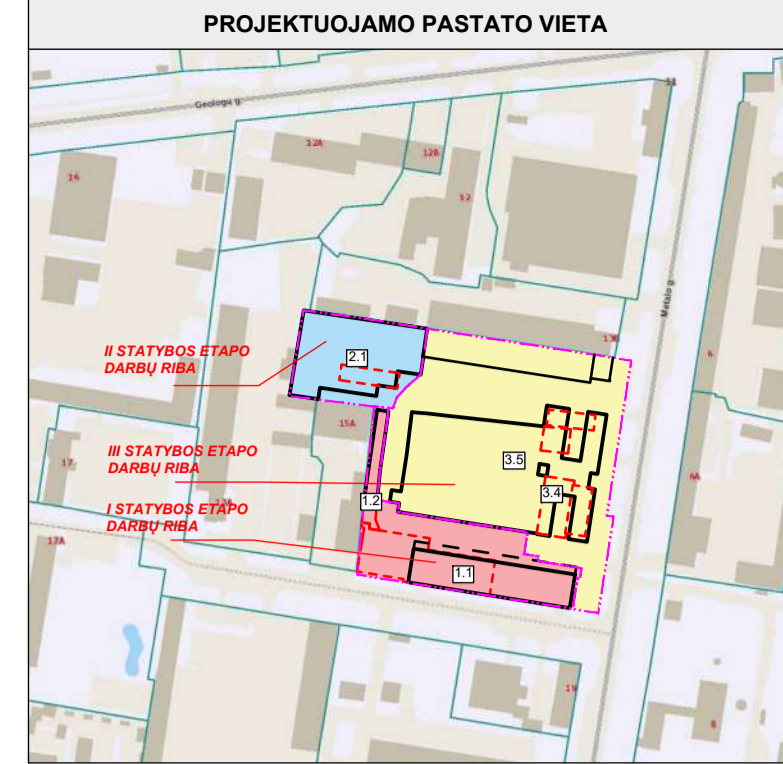 PROJEKTUOJAMO PASTATO VIETA
11
Geologų g.
12A
12B
16
12
Metalo g.
13B
6
II STATYBOS ETAPO
DARBŲ RIBA
2.1
15A
III STATYBOS ETAPO
DARBŲ RIBA
17
3.5
6A
3.4
I STATYBOS ETAPO
DARBŲ RIBA
1.2
17A
1.1
19
6